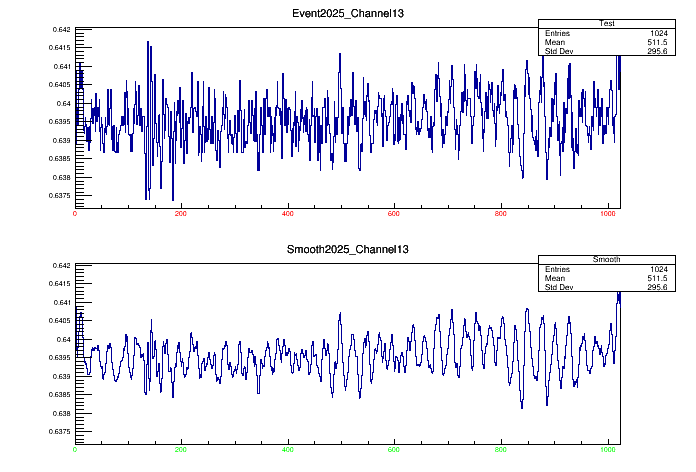 Event2025_Channel13
Test
Entries 1024
Mean 511.5
Std Dev 295.6
0.642
0.6415
0.641
0.6405
0.64
0.6395
0.639
0.6385
0.638
0.6375
0 200 400 600 800 1000
Smooth2025_Channel13
Smooth
Entries 1024
Mean 511.5
Std Dev 295.6
0.642
0.6415
0.641
0.6405
0.64
0.6395
0.639
0.6385
0.638
0.6375
0 200 400 600 800 1000